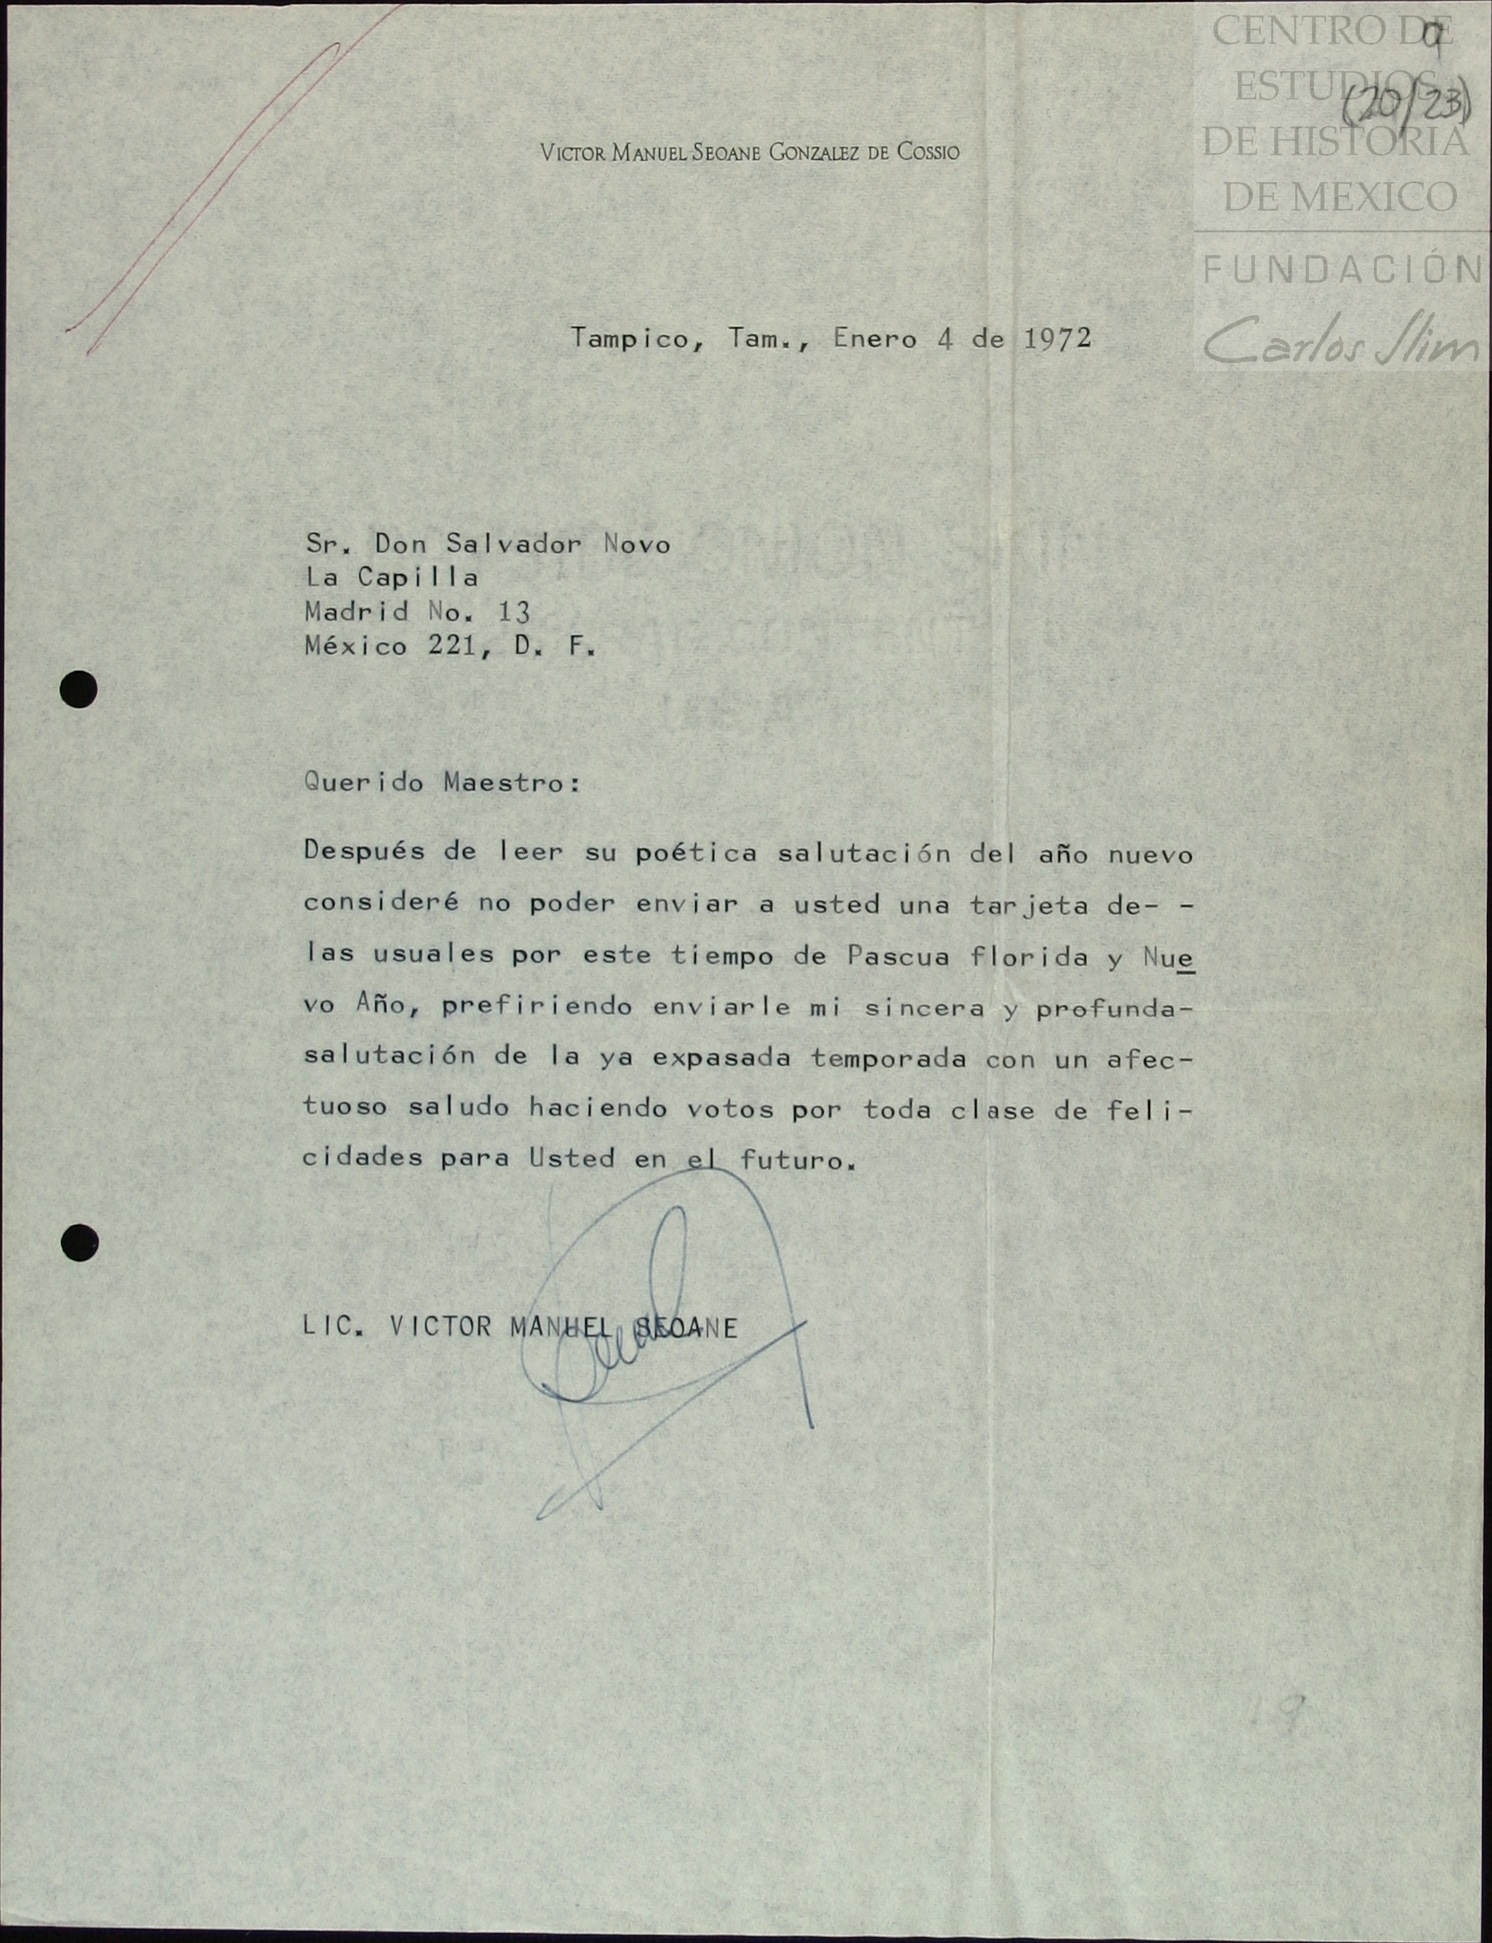 CENTRO DE
ESTUDIOS
DE HISTORIA
DE MEXICO
FUNDACIÓN
Carlos Slim
9
(20/23)
VICTOR MANUEL SEOANE GONZALEZ DE COSSIO
Tampico, Tam., Enero 4 de 1972
Sr. Don Salvador Novo
La Capilla
Madrid No. 13
México 221, D. F.
Querido Maestro:
Después de leer su poética salutación del año nuevo
consideré no poder enviar a usted una tarjeta de- -
las usuales por este tiempo de Pascua florida y Nue
vo Año, prefiriendo enviarle mi sincera y profunda-
salutación de la ya expasada temporada con un afec-
tuoso saludo haciendo votos por toda clase de feli-
cidades para Usted en el futuro.
LIC. VICTOR MANUEL SEOANE
19